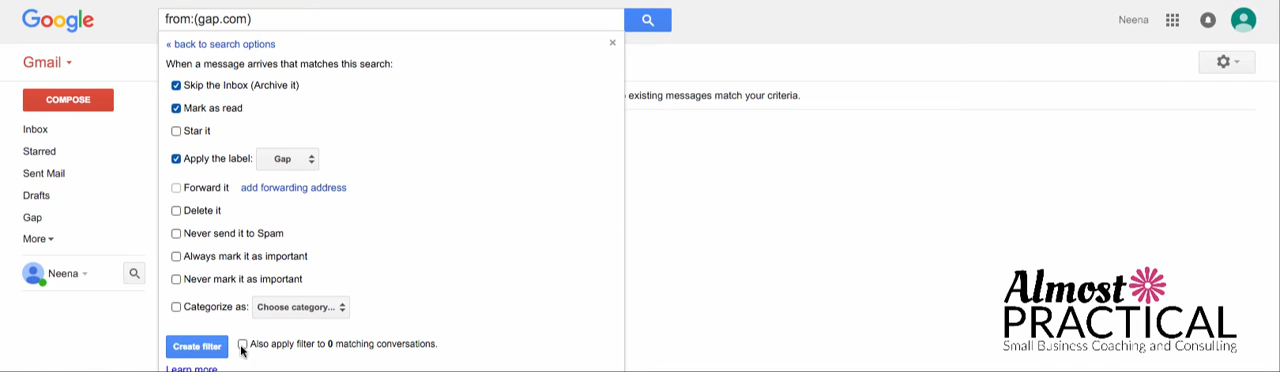 Google
from:(gap.com)
Neena
Gmail
« back to search options
When a message arrives that matches this search:
COMPOSE
Skip the Inbox (Archive it)
existing messages match your criteria.
Mark as read
Inbox
Star it
Starred
Apply the label: Gap
Sent Mail
Forward it add forwarding address
Drafts
Delete it
Gap
Never send it to Spam
More
Always mark it as important
Neena
Never mark it as important
Categorize as: Choose category...
Create filter Also apply filter to 0 matching conversations.
Learn more
Almost
PRACTICAL
Small Business Coaching and Consulting